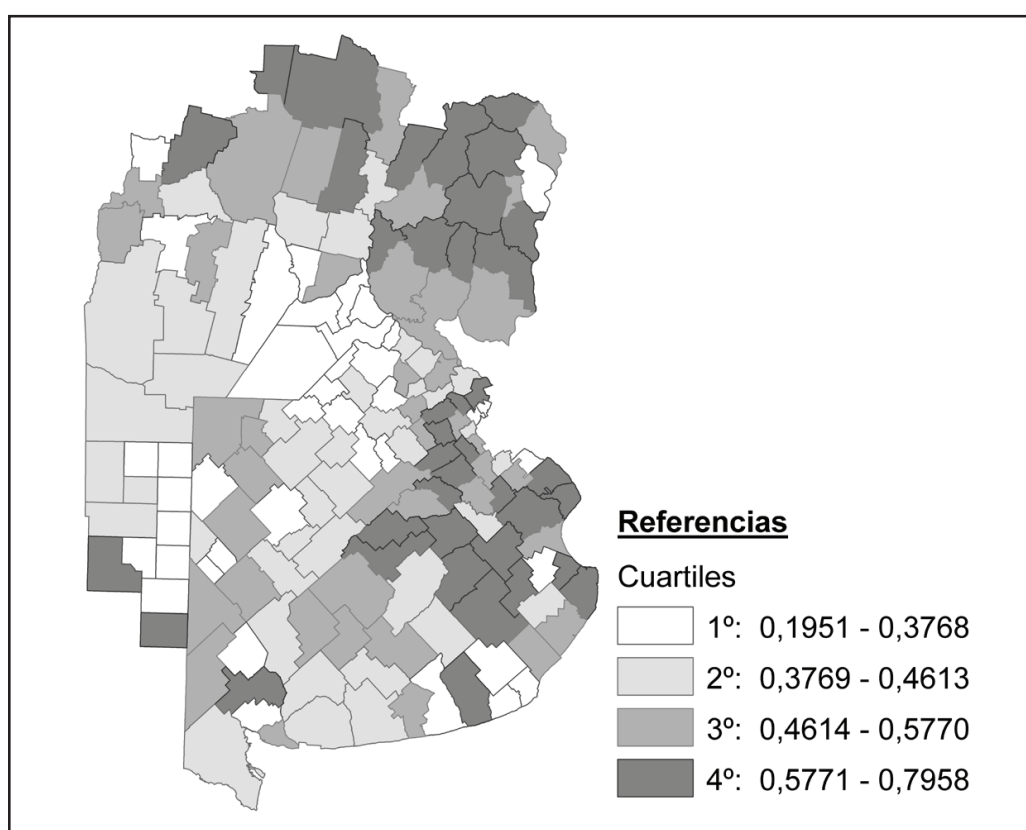 Referencias
Cuartiles
1º: 0,1951 - 0,3768
2º: 0,3769 - 0,4613
3º: 0,4614 - 0,5770
4º: 0,5771 - 0,7958